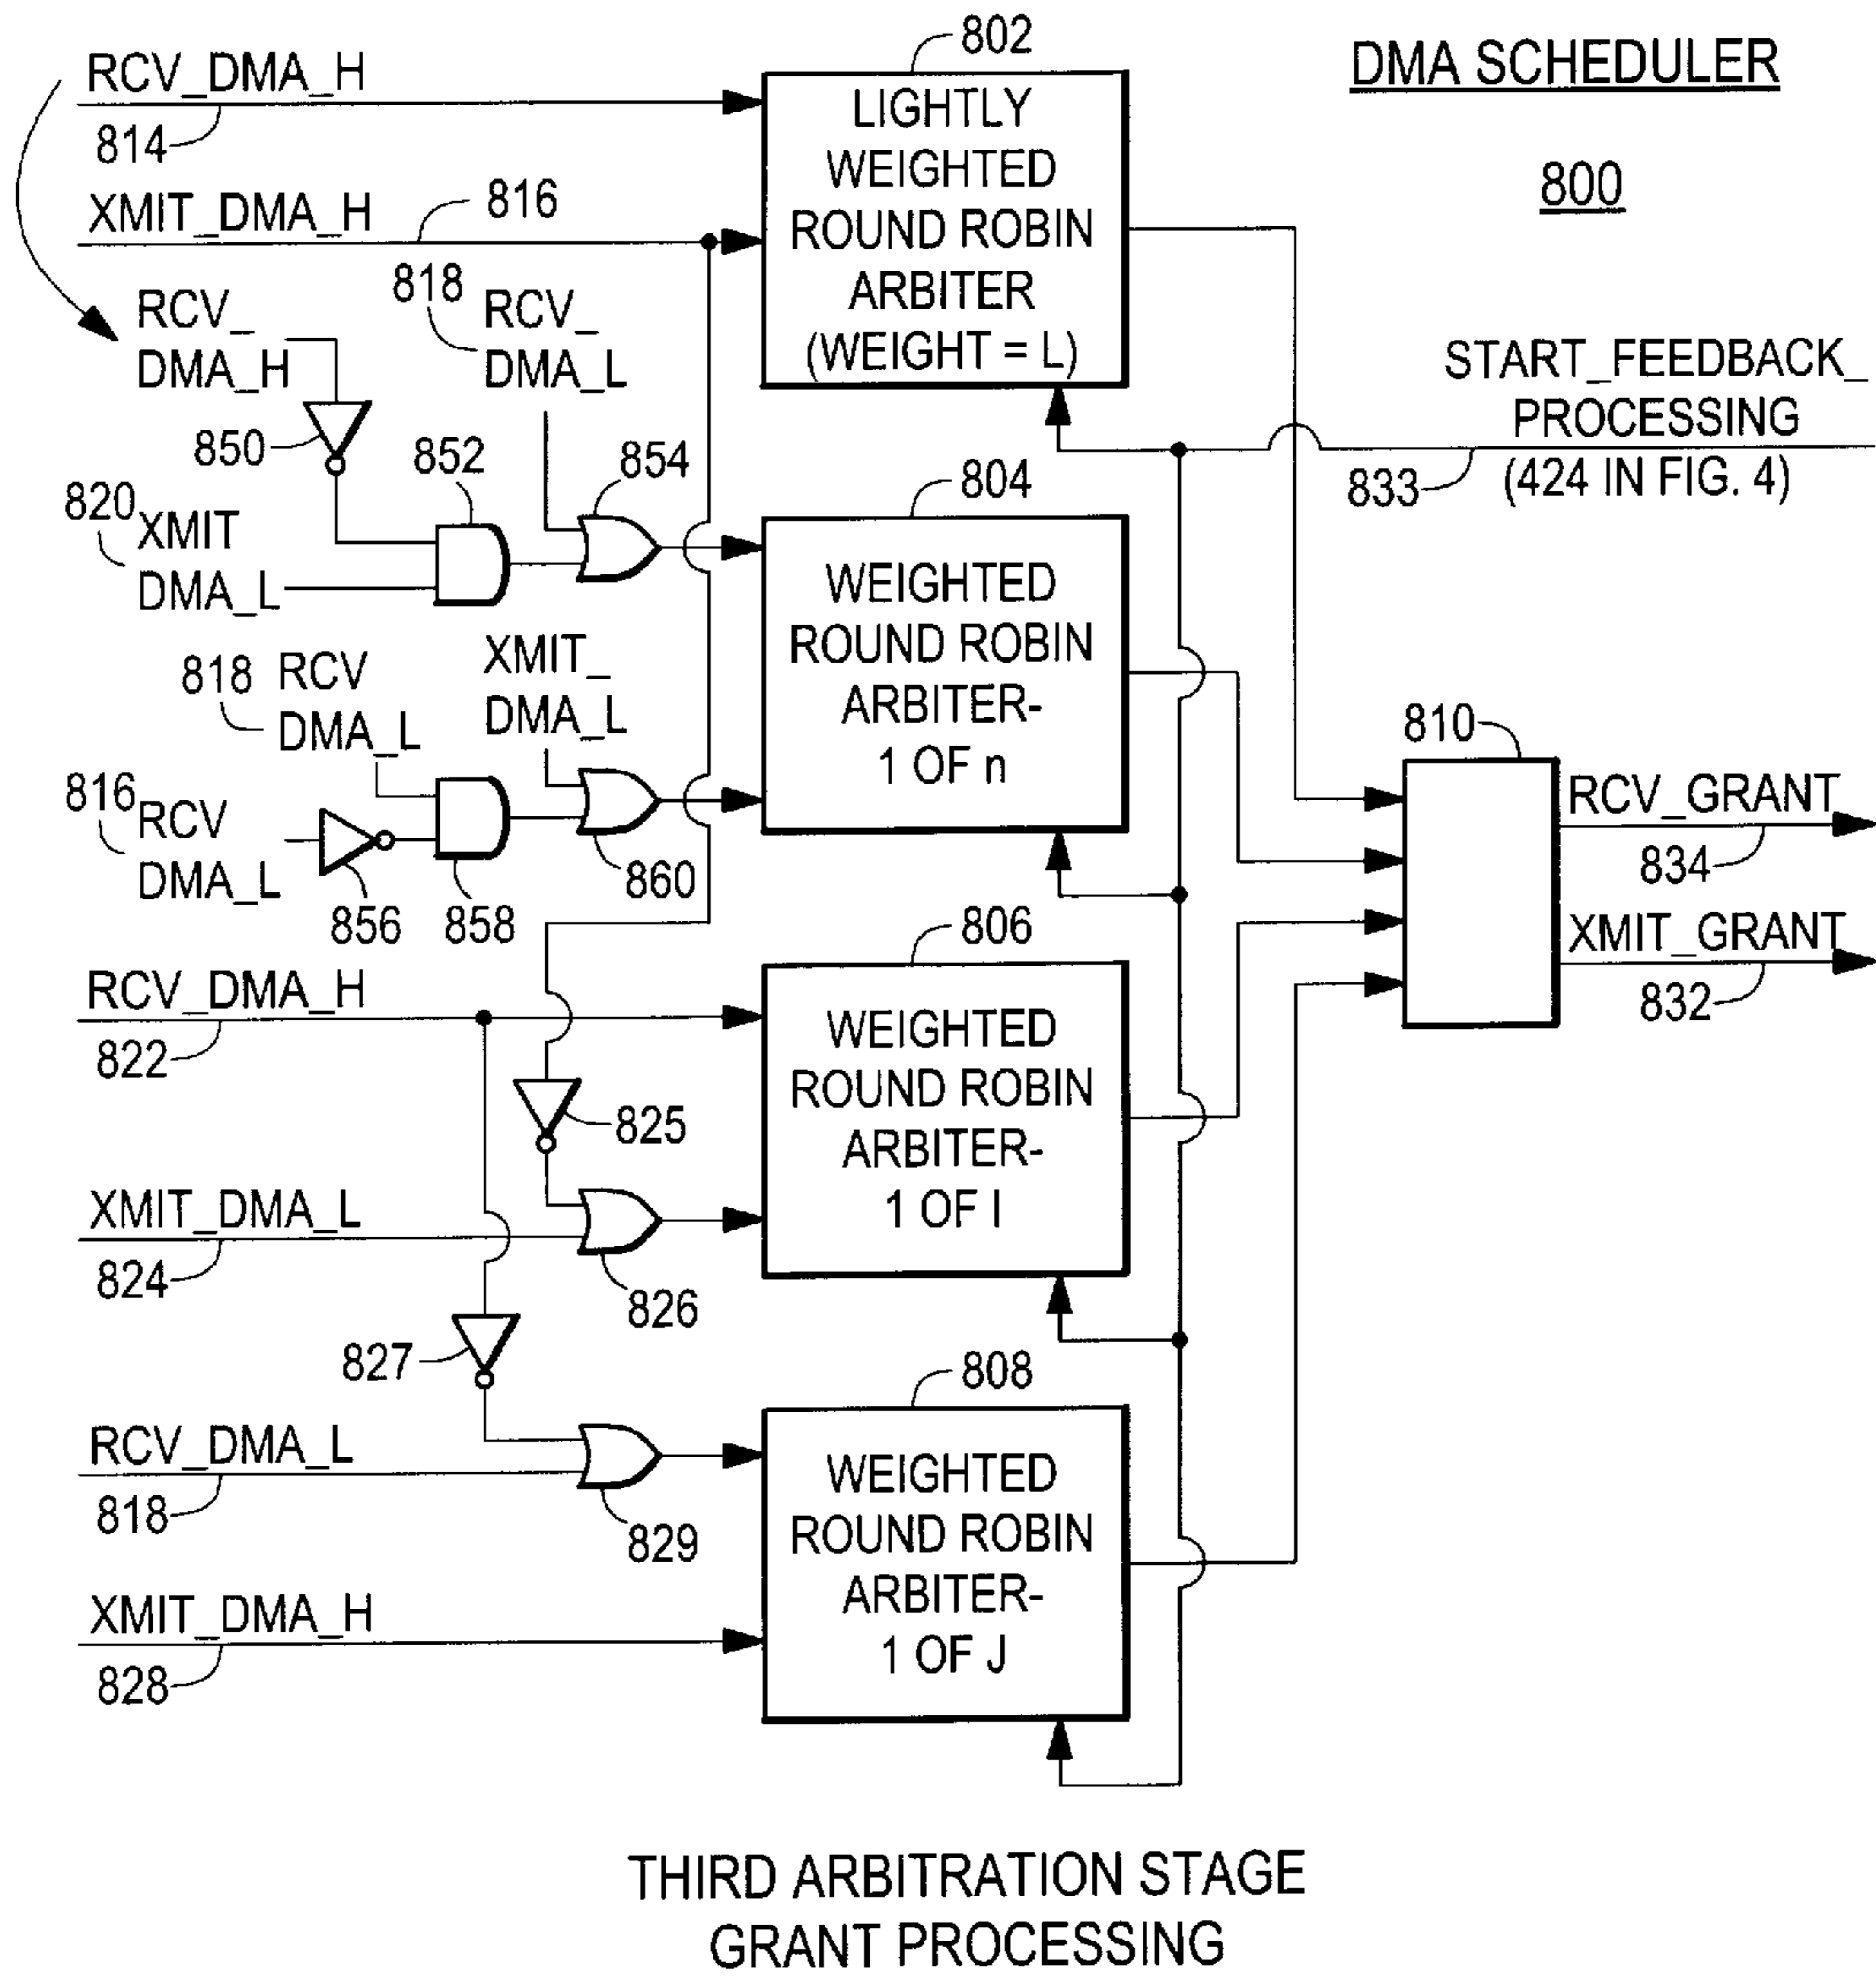 DMA SCHEDULER
800
RCV_DMA_H
814
802
LIGHTLY
WEIGHTED
ROUND ROBIN
ARBITER
(WEIGHT = L)
XMIT_DMA_H
816
RCV_
DMA_H
818
RCV_
DMA_L
850
852
854
820
XMIT
DMA_L
START_FEEDBACK_
PROCESSING
(424 IN FIG. 4)
833
804
WEIGHTED
ROUND ROBIN
ARBITER-
1 OF n
818
RCV
DMA_L
XMIT_
DMA_L
816
RCV
DMA_L
856
858
860
810
RCV_GRANT
834
XMIT_GRANT
832
806
RCV_DMA_H
822
WEIGHTED
ROUND ROBIN
ARBITER-
1 OF I
825
XMIT_DMA_L
824
826
827
808
RCV_DMA_L
818
829
WEIGHTED
ROUND ROBIN
ARBITER-
1 OF J
XMIT_DMA_H
828
THIRD ARBITRATION STAGE
GRANT PROCESSING